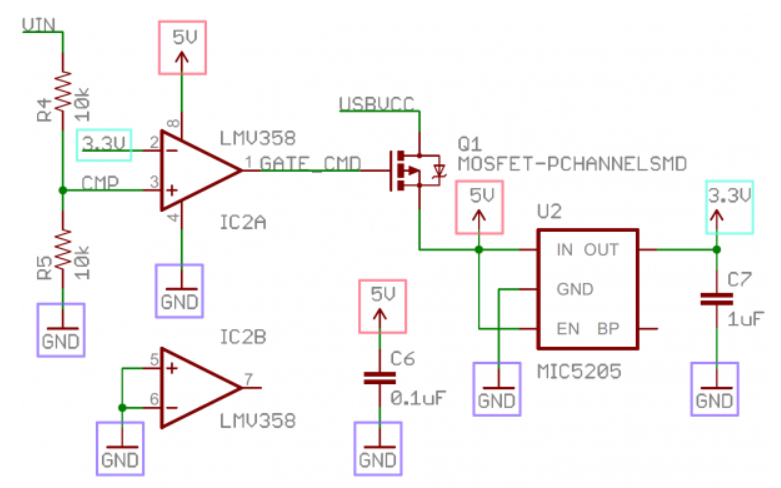 VIN
5V
R4
10k
3.3V
2
8
LMV358
1
GATE_CMD
USBVCC
Q1
MOSFET-PCHANNELSMD
CMP
3
4
IC2A
R5
10k
GND
GND
5V
U2
3.3V
IN OUT
GND
EN BP
MIC5205
C7
1uF
GND
GND
5V
C6
0.1uF
GND
IC2B
5
6
7
LMV358
GND